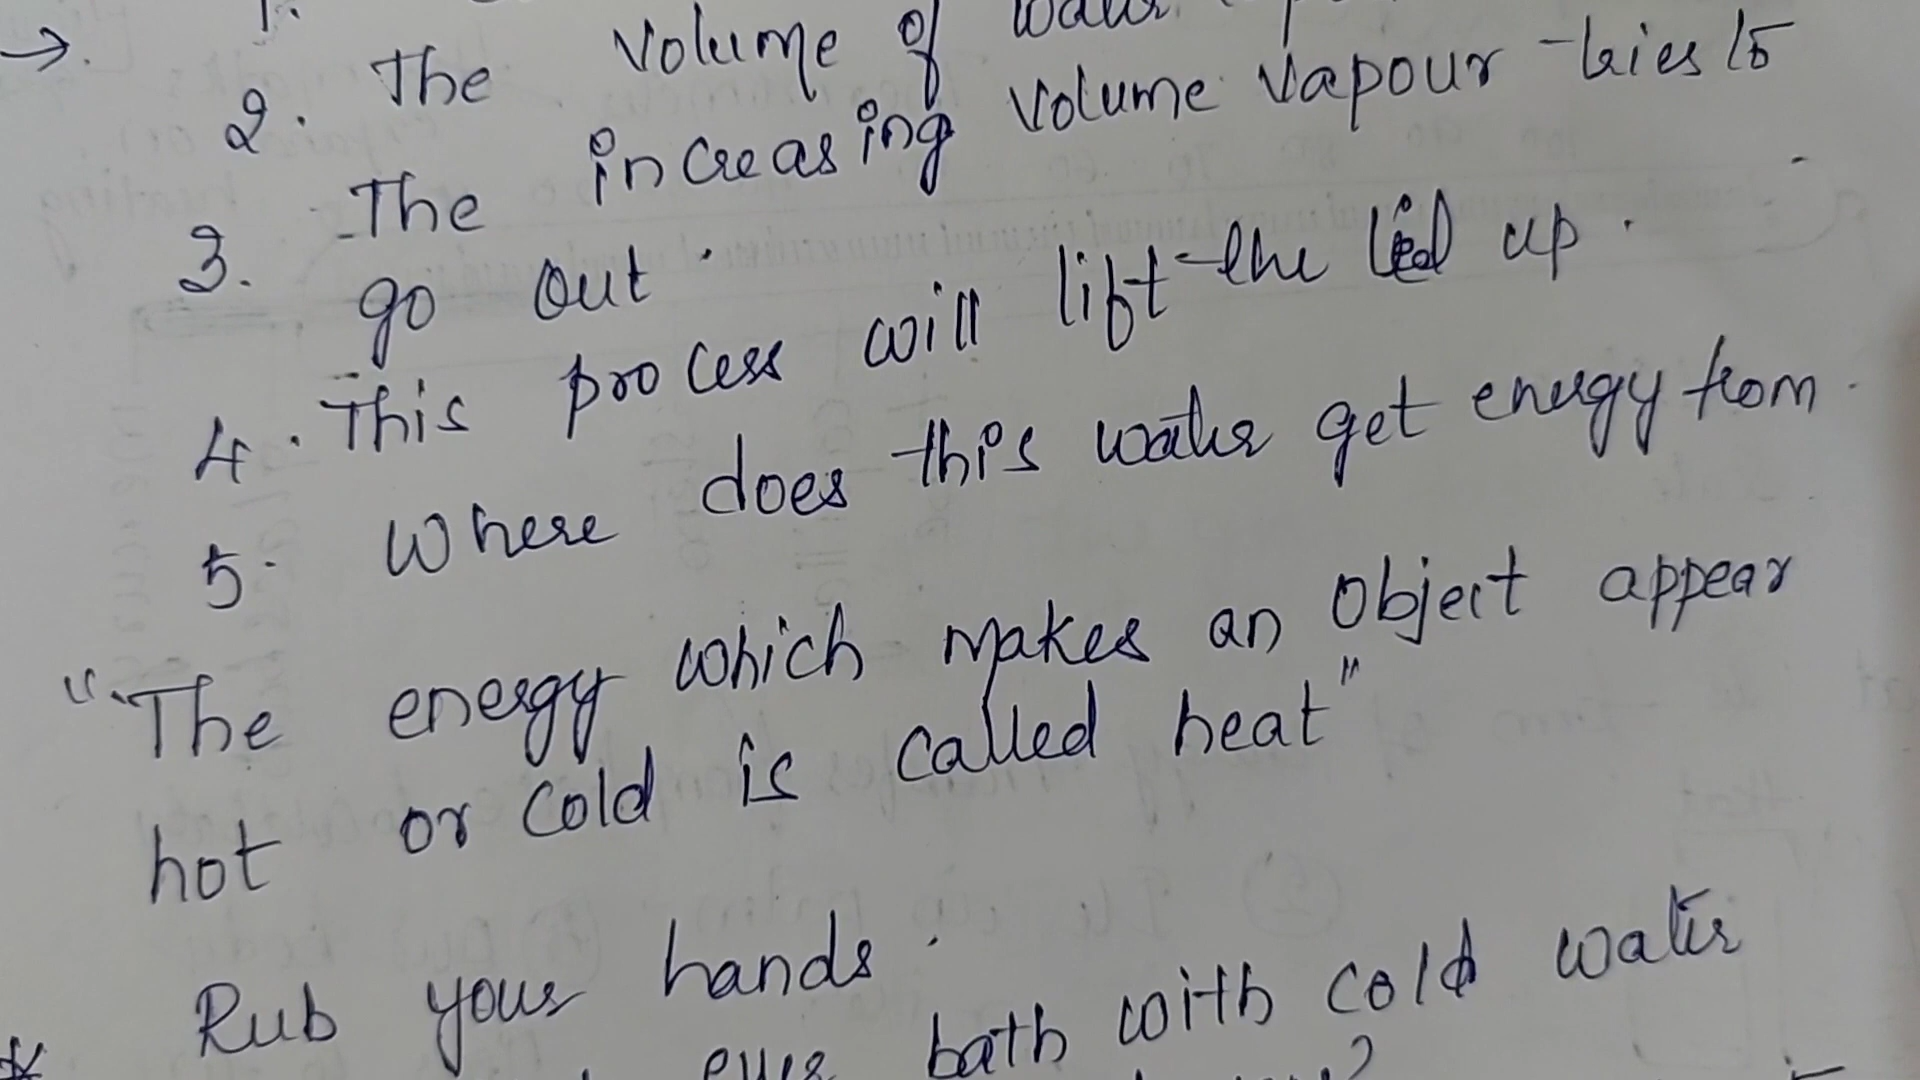 →. 1.
2. The volume of water
3. The increasing volume vapour tries to
go out.
4. This process will lift the lid up.
5. Where does this water get energy from.
"The energy which makes an object appear
hot or cold is called heat"
Rub your hands.
bath with cold water